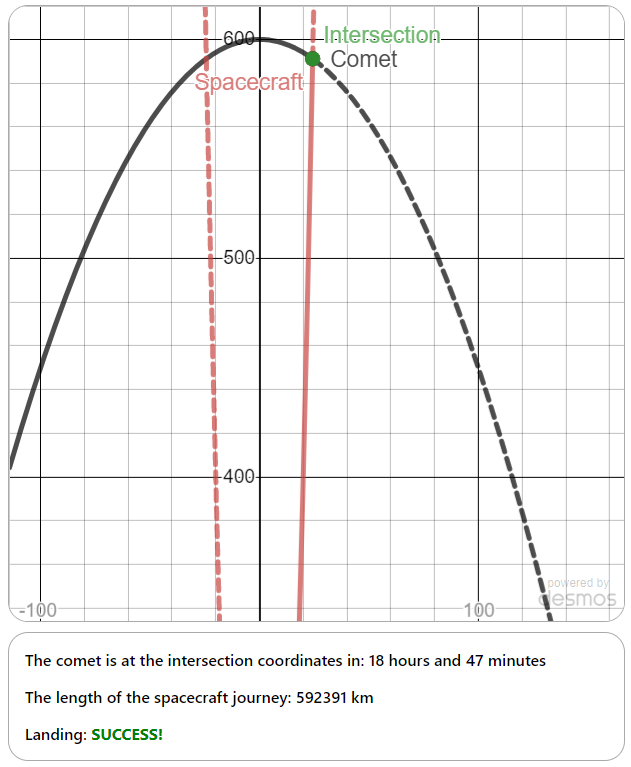 600
Intersection
Comet
Spacecraft
500
400
powered by
desmos
-100
100
The comet is at the intersection coordinates in: 18 hours and 47 minutes
The length of the spacecraft journey: 592391 km
Landing: SUCCESS!